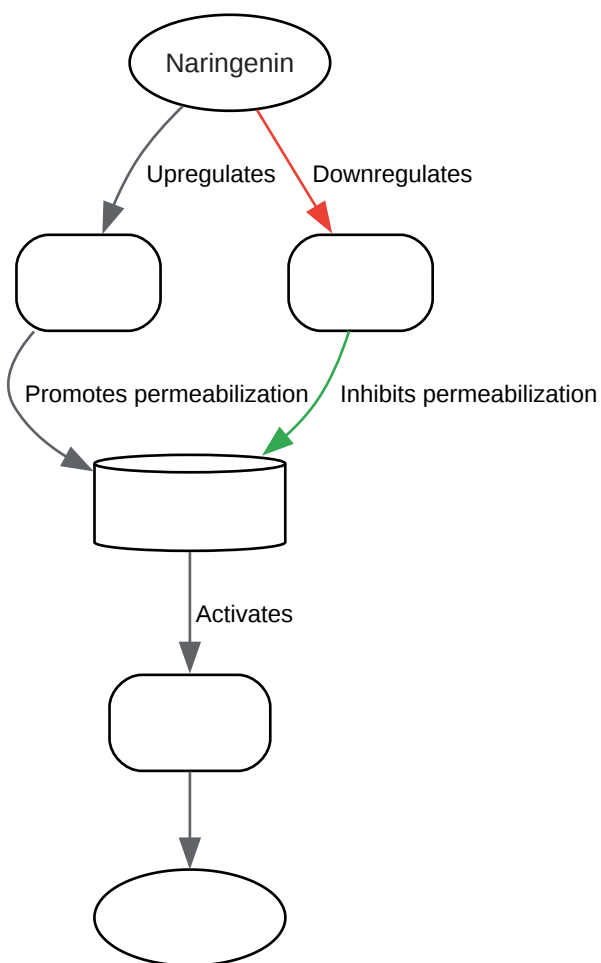 Naringenin
Upregulates
Downregulates
Promotes permeabilization
Inhibits permeabilization
Activates